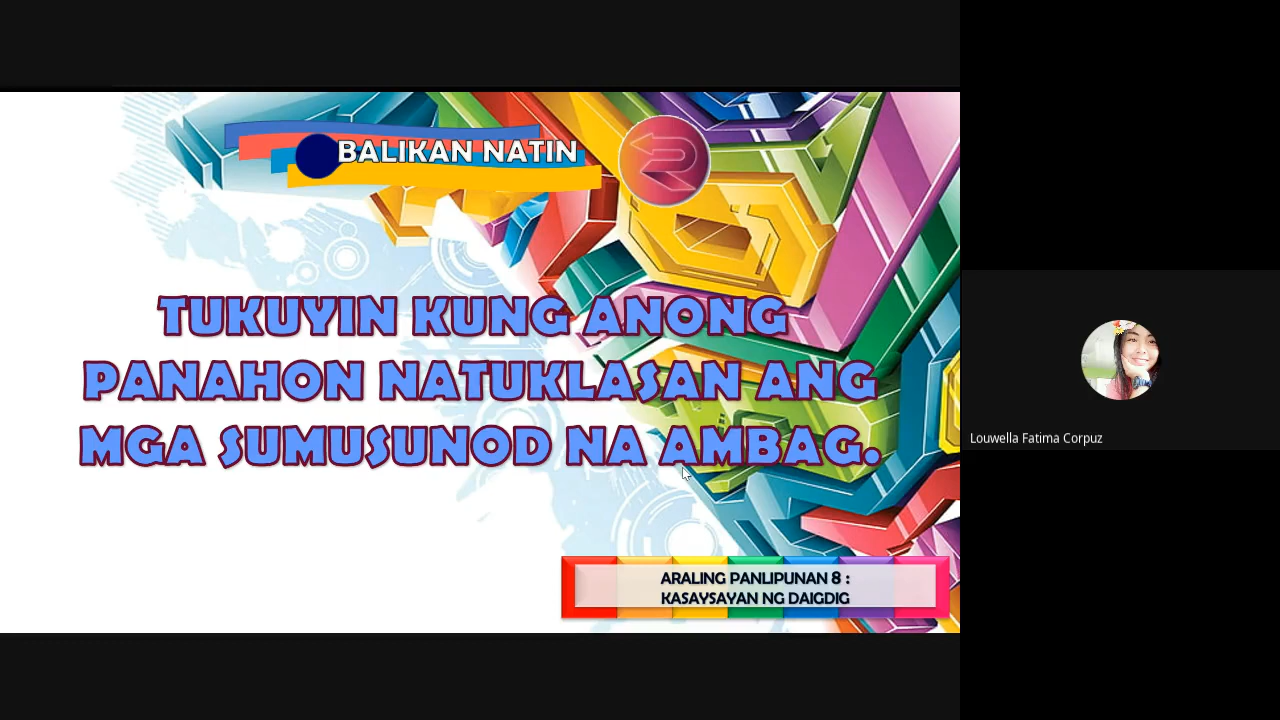 BALIKAN NATIN
TUKUYIN KUNG ANONG
PANAHON NATUKLASAN ANG
MGA SUMUSUNOD NA AMBAG.
ARALING PANLIPUNAN 8 :
KASAYSAYAN NG DAIGDIG
Louwella Fatima Corpuz